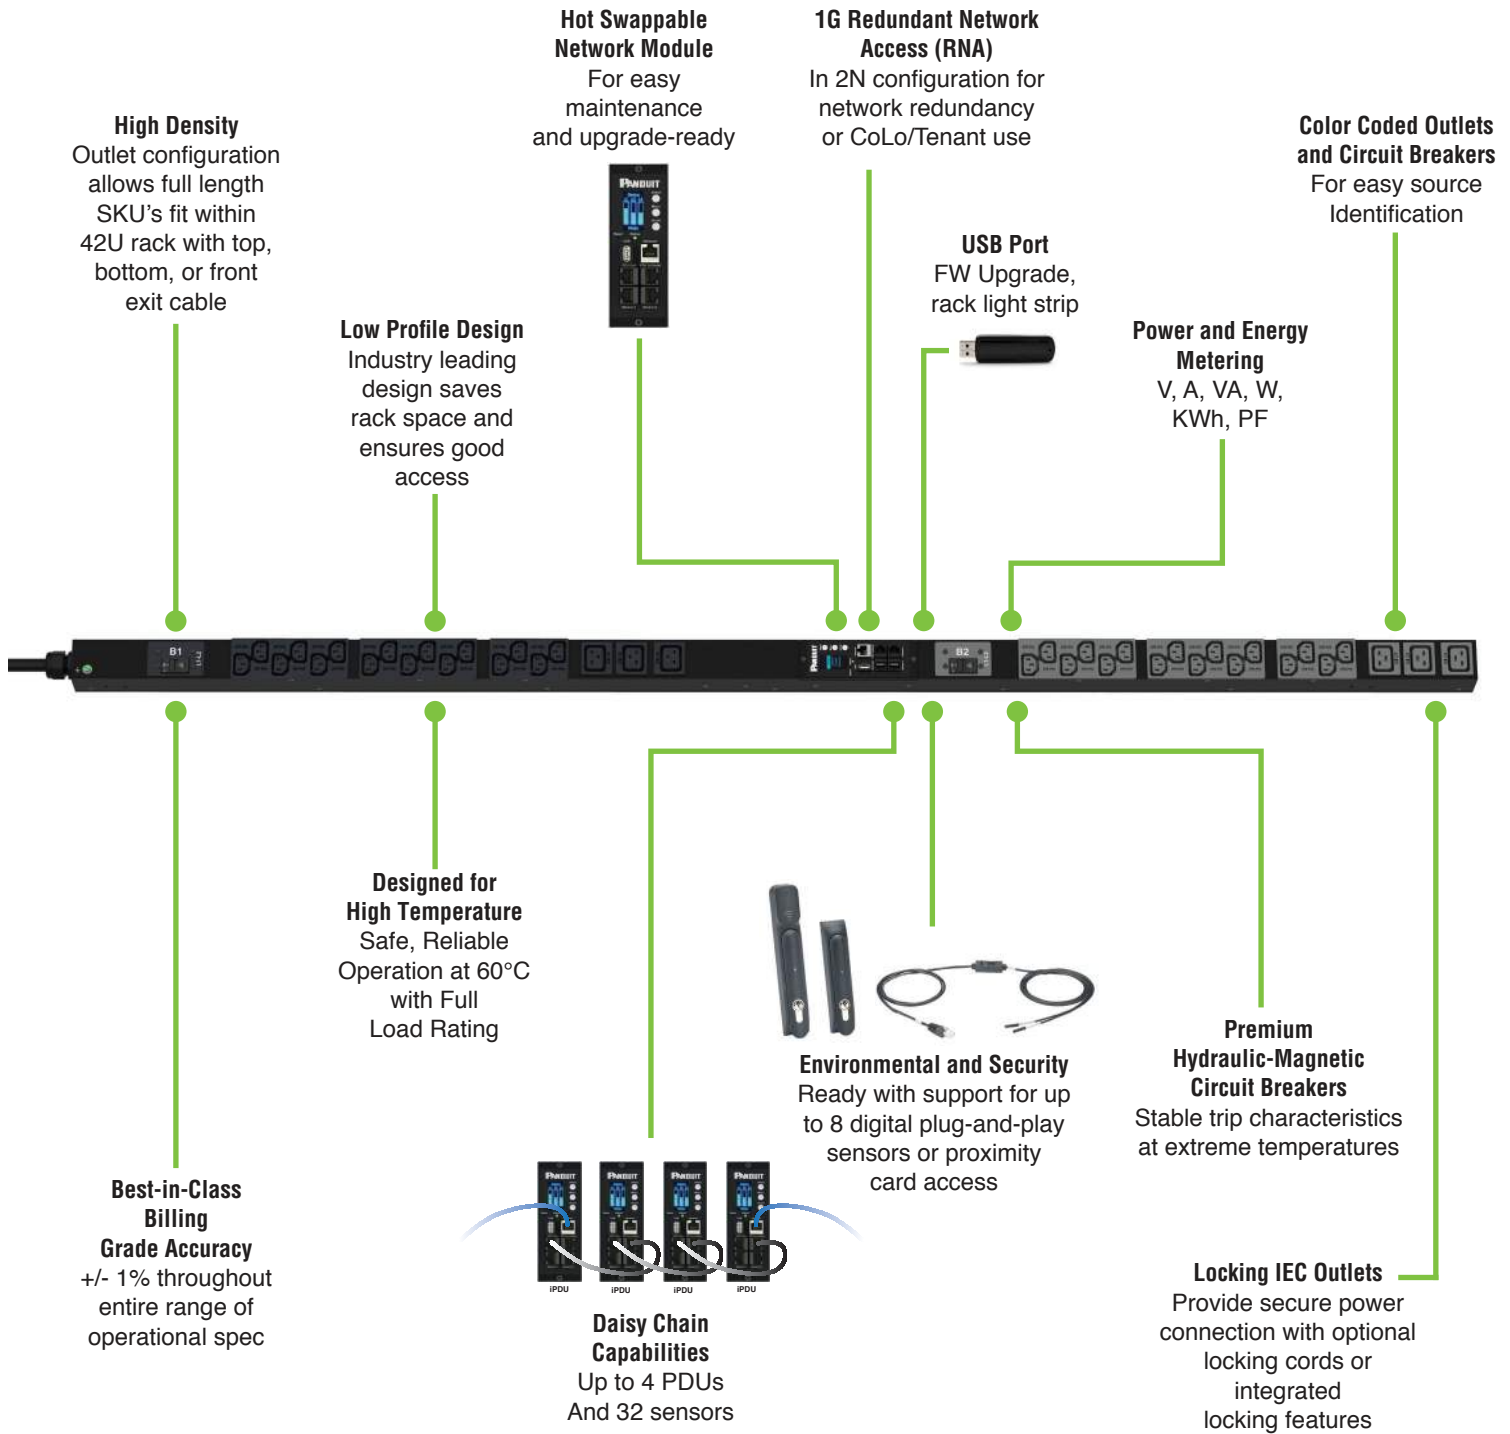 Hot Swappable
Network Module
For easy
maintenance
and upgrade-ready
1G Redundant Network
Access (RNA)
In 2N configuration for
network redundancy
or CoLo/Tenant use
High Density
Outlet configuration
allows full length
SKU's fit within
42U rack with top,
bottom, or front
exit cable
Color Coded Outlets
and Circuit Breakers
For easy source
Identification
PANDUIT
USB Port
FW Upgrade,
rack light strip
Low Profile Design
Industry leading
design saves
rack space and
ensures good
access
Power and Energy
Metering
V, A, VA, W,
KWh, PF
B1
L1-L2
PANDUIT
B2
Designed for
High Temperature
Safe, Reliable
Operation at 60°C
with Full
Load Rating
Environmental and Security
Ready with support for up
to 8 digital plug-and-play
sensors or proximity
card access
Premium
Hydraulic-Magnetic
Circuit Breakers
Stable trip characteristics
at extreme temperatures
Best-in-Class
Billing
Grade Accuracy
+/- 1% throughout
entire range of
operational spec
PANDUIT
PANDUIT
PANDUIT
PANDUIT
iPDU
iPDU
iPDU
iPDU
Daisy Chain
Capabilities
Up to 4 PDUs
And 32 sensors
Locking IEC Outlets
Provide secure power
connection with optional
locking cords or
integrated
locking features